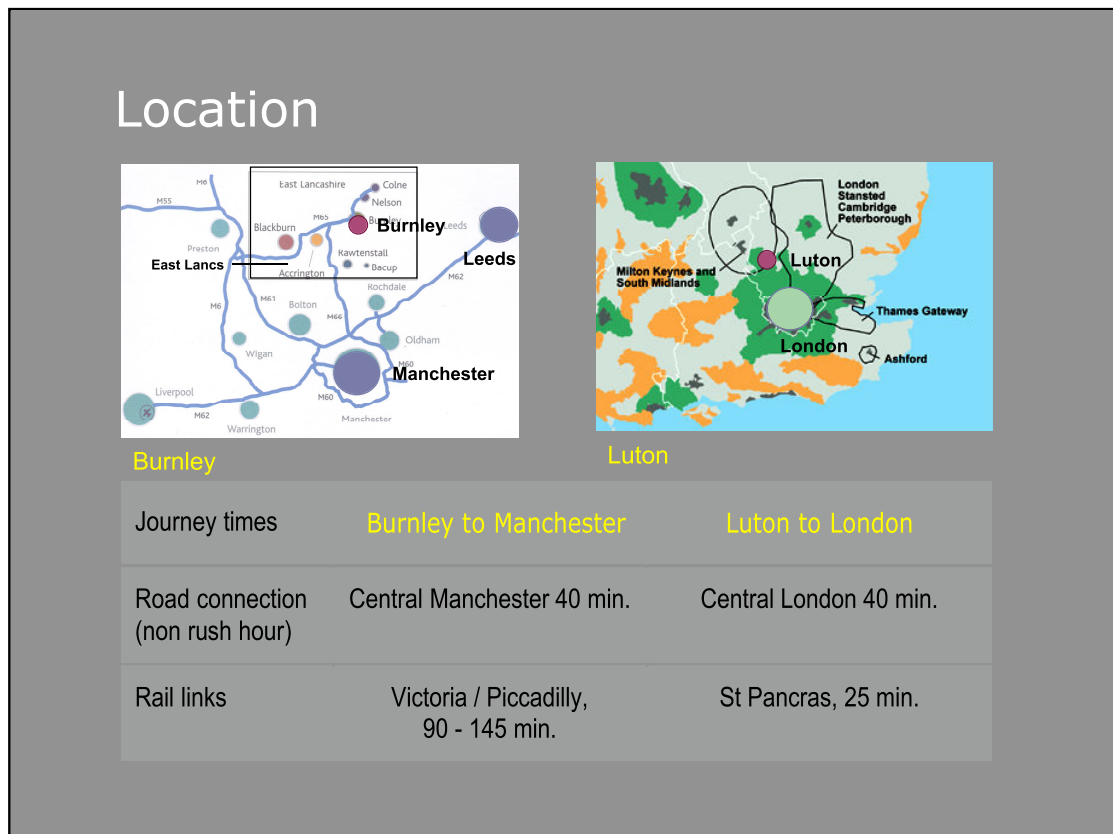 Location
M6
M55
East Lancashire
Colne
Nelson
Burnley
Burnley
M65
Blackburn
Leeds
Leeds
Preston
East Lancs
Accrington
Rawtenstall
Bacup
M62
Rochdale
M6
M61
Bolton
M66
Oldham
Wigan
M60
Manchester
Liverpool
M60
M62
Warrington
Manchester
London
Stansted
Cambridge
Peterborough
Luton
Milton Keynes and
South Midlands
Thames Gateway
London
Ashford
Burnley
Luton
Journey times
Burnley to Manchester
Luton to London
Road connection
(non rush hour)
Central Manchester 40 min.
Central London 40 min.
Rail links
Victoria / Piccadilly,
90 - 145 min.
St Pancras, 25 min.